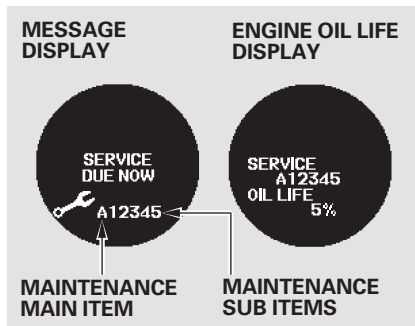 MESSAGE
DISPLAY
ENGINE OIL LIFE
DISPLAY
SERVICE
DUE NOW
A12345
SERVICE
A12345
OIL LIFE
5%
MAINTENANCE
MAIN ITEM
MAINTENANCE
SUB ITEMS